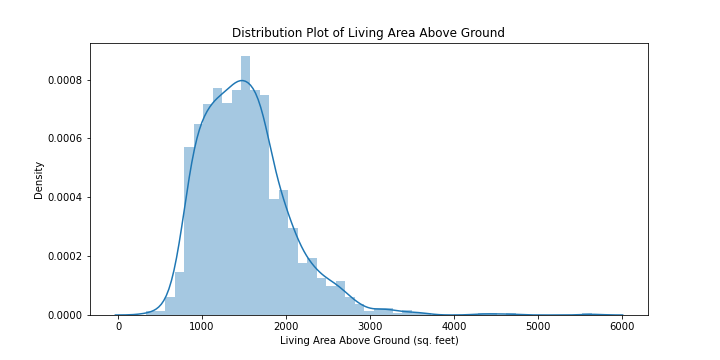 Distribution Plot of Living Area Above Ground
0.0008
0.0006
0.0004
0.0002
0.0000
Density
0 1000 2000 3000 4000 5000 6000
Living Area Above Ground (sq. feet)